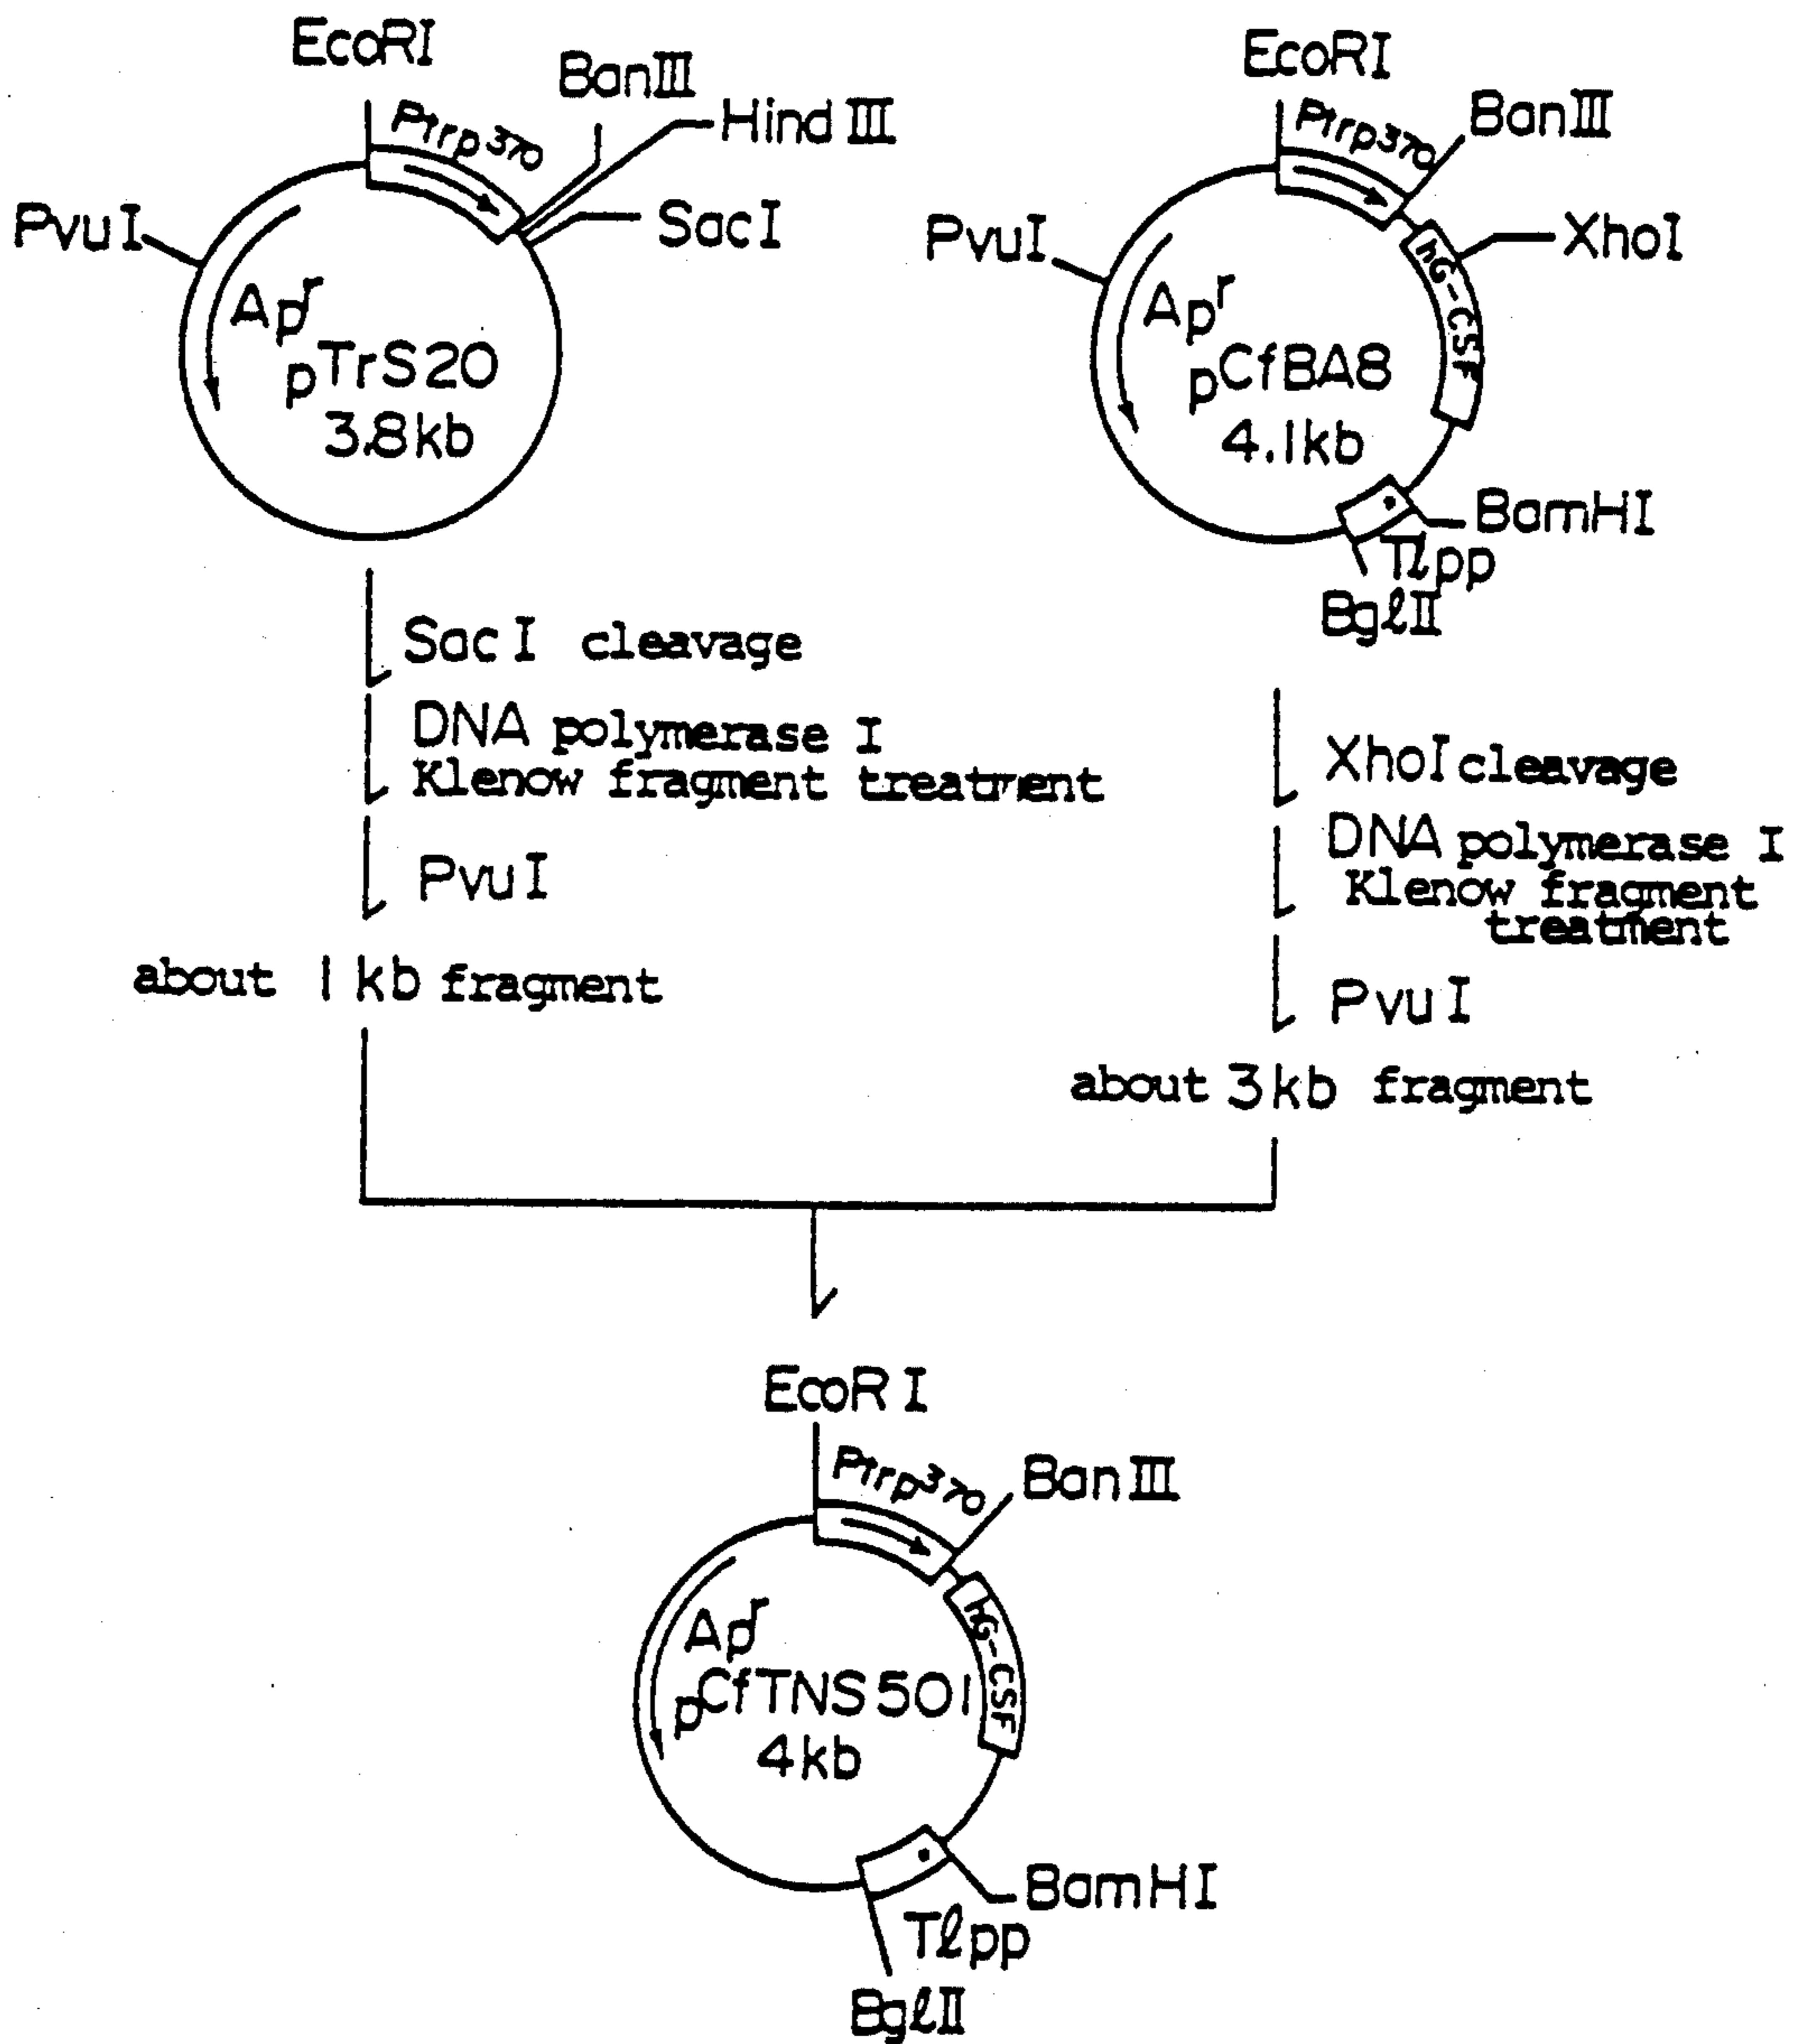 EcoRI
Ptrp370
BanIII
HindIII
SacI
PvuI
Apr
pTrS20
3.8kb
EcoRI
Ptrp370
BanIII
XhoI
PvuI
hG-CSF
Apr
pCfBA8
4.1kb
BamHI
Tlpp
BglII
SacI cleavage
DNA polymerase I
Klenow fragment treatment
PvuI
about 1 kb fragment
XhoI cleavage
DNA polymerase I
Klenow fragment
treatment
PvuI
about 3kb fragment
EcoRI
Ptrp370
BanIII
hG-CSF
Apr
pCfTNS501
4kb
BamHI
Tlpp
BglII